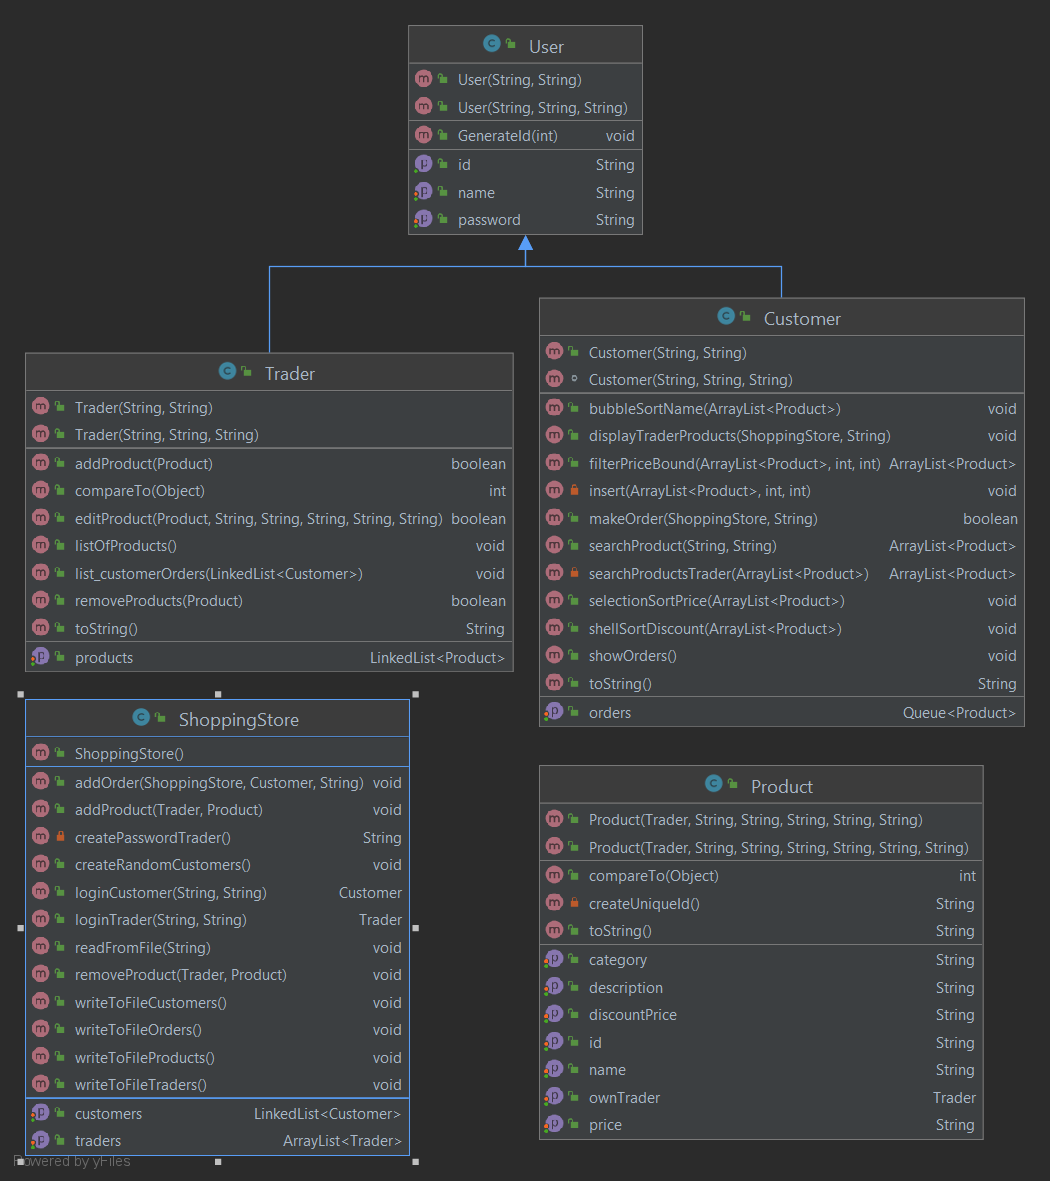 User
User(String, String)
User(String, String, String)
GenerateId(int) void
id String
name String
password String
Customer
Customer(String, String)
Customer(String, String, String)
bubbleSortName(ArrayList<Product>) void
displayTraderProducts(ShoppingStore, String) void
filterPriceBound(ArrayList<Product>, int, int) ArrayList<Product>
insert(ArrayList<Product>, int, int) void
makeOrder(ShoppingStore, String) boolean
searchProduct(String, String) ArrayList<Product>
searchProductsTrader(ArrayList<Product>) ArrayList<Product>
selectionSortPrice(ArrayList<Product>) void
shellSortDiscount(ArrayList<Product>) void
showOrders() void
toString() String
orders Queue<Product>
Trader
Trader(String, String)
Trader(String, String, String)
addProduct(Product) boolean
compareTo(Object) int
editProduct(Product, String, String, String, String, String) boolean
listOfProducts() void
list_customerOrders(LinkedList<Customer>) void
removeProducts(Product) boolean
toString() String
products LinkedList<Product>
ShoppingStore
ShoppingStore()
addOrder(ShoppingStore, Customer, String) void
addProduct(Trader, Product) void
createPasswordTrader() String
createRandomCustomers() void
loginCustomer(String, String) Customer
loginTrader(String, String) Trader
readFromFile(String) void
removeProduct(Trader, Product) void
writeToFileCustomers() void
writeToFileOrders() void
writeToFileProducts() void
writeToFileTraders() void
customers LinkedList<Customer>
traders ArrayList<Trader>
Product
Product(Trader, String, String, String, String, String)
Product(Trader, String, String, String, String, String, String)
compareTo(Object) int
createUniqueId() String
toString() String
category String
description String
discountPrice String
id String
name String
ownTrader Trader
price String
Powered by yFiles